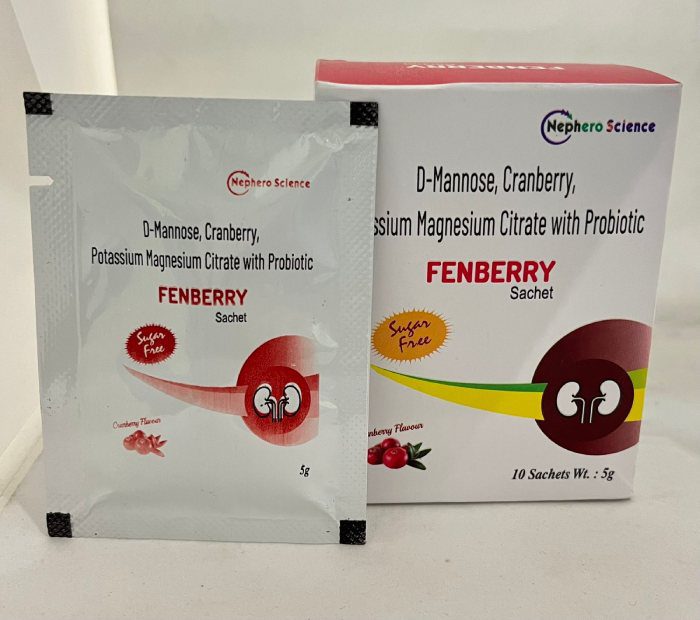 Nephero Science
D-Mannose, Cranberry,
Potassium Magnesium Citrate with Probiotic
FENBERRY
Sachet
Sugar
Free
Cranberry Flavour
5g
FENBERRY
Nephero Science
D-Mannose, Cranberry,
ssium Magnesium Citrate with Probiotic
FENBERRY
Sachet
Sugar
Free
nberry Flavour
10 Sachets Wt. : 5g